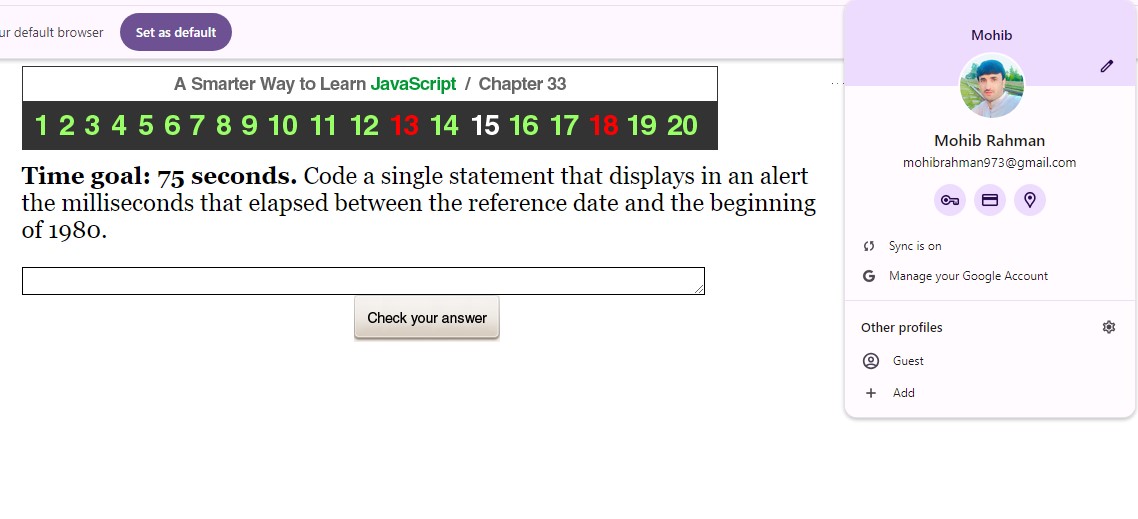 ur default browser Set as default
A Smarter Way to Learn JavaScript / Chapter 33
1 2 3 4 5 6 7 8 9 10 11 12 13 14 15 16 17 18 19 20
Time goal: 75 seconds. Code a single statement that displays in an alert
the milliseconds that elapsed between the reference date and the beginning
of 1980.
Check your answer
Mohib
Mohib Rahman
mohibrahman973@gmail.com
Sync is on
G Manage your Google Account
Other profiles
Guest
+ Add